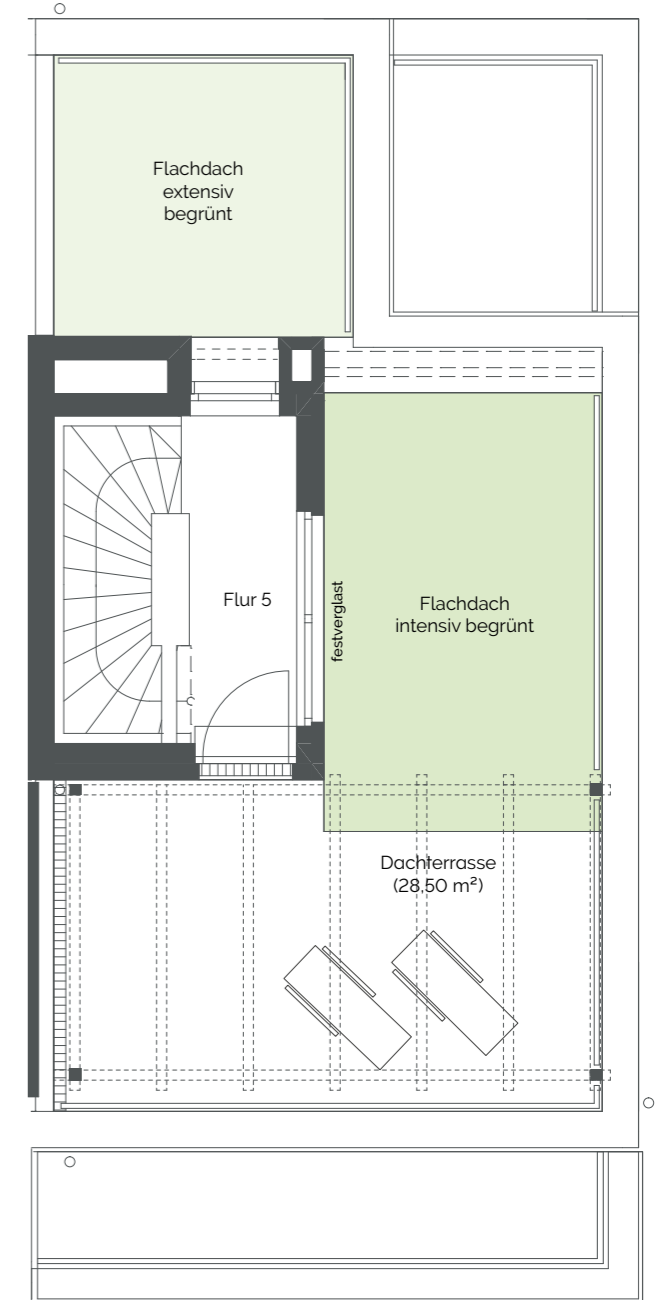 Flachdach
extensiv
begrünt
Flur 5
festverglast
Flachdach
intensiv begrünt
Dachterrasse
(28,50 m²)